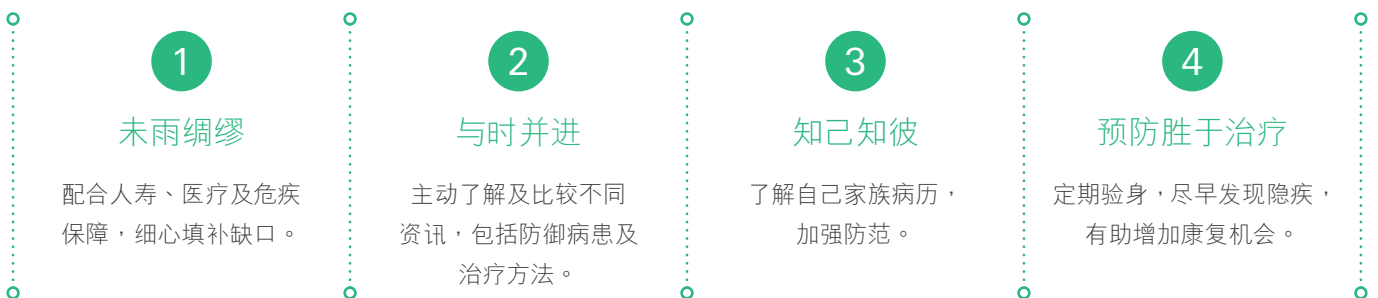 1
未雨绸缪
配合人寿、医疗及危疾
保障，细心填补缺口。
2
与时并进
主动了解及比较不同
资讯，包括防御病患及
治疗方法。
3
知己知彼
了解自己家族病历，
加强防范。
4
预防胜于治疗
定期验身，尽早发现隐疾，
有助增加康复机会。